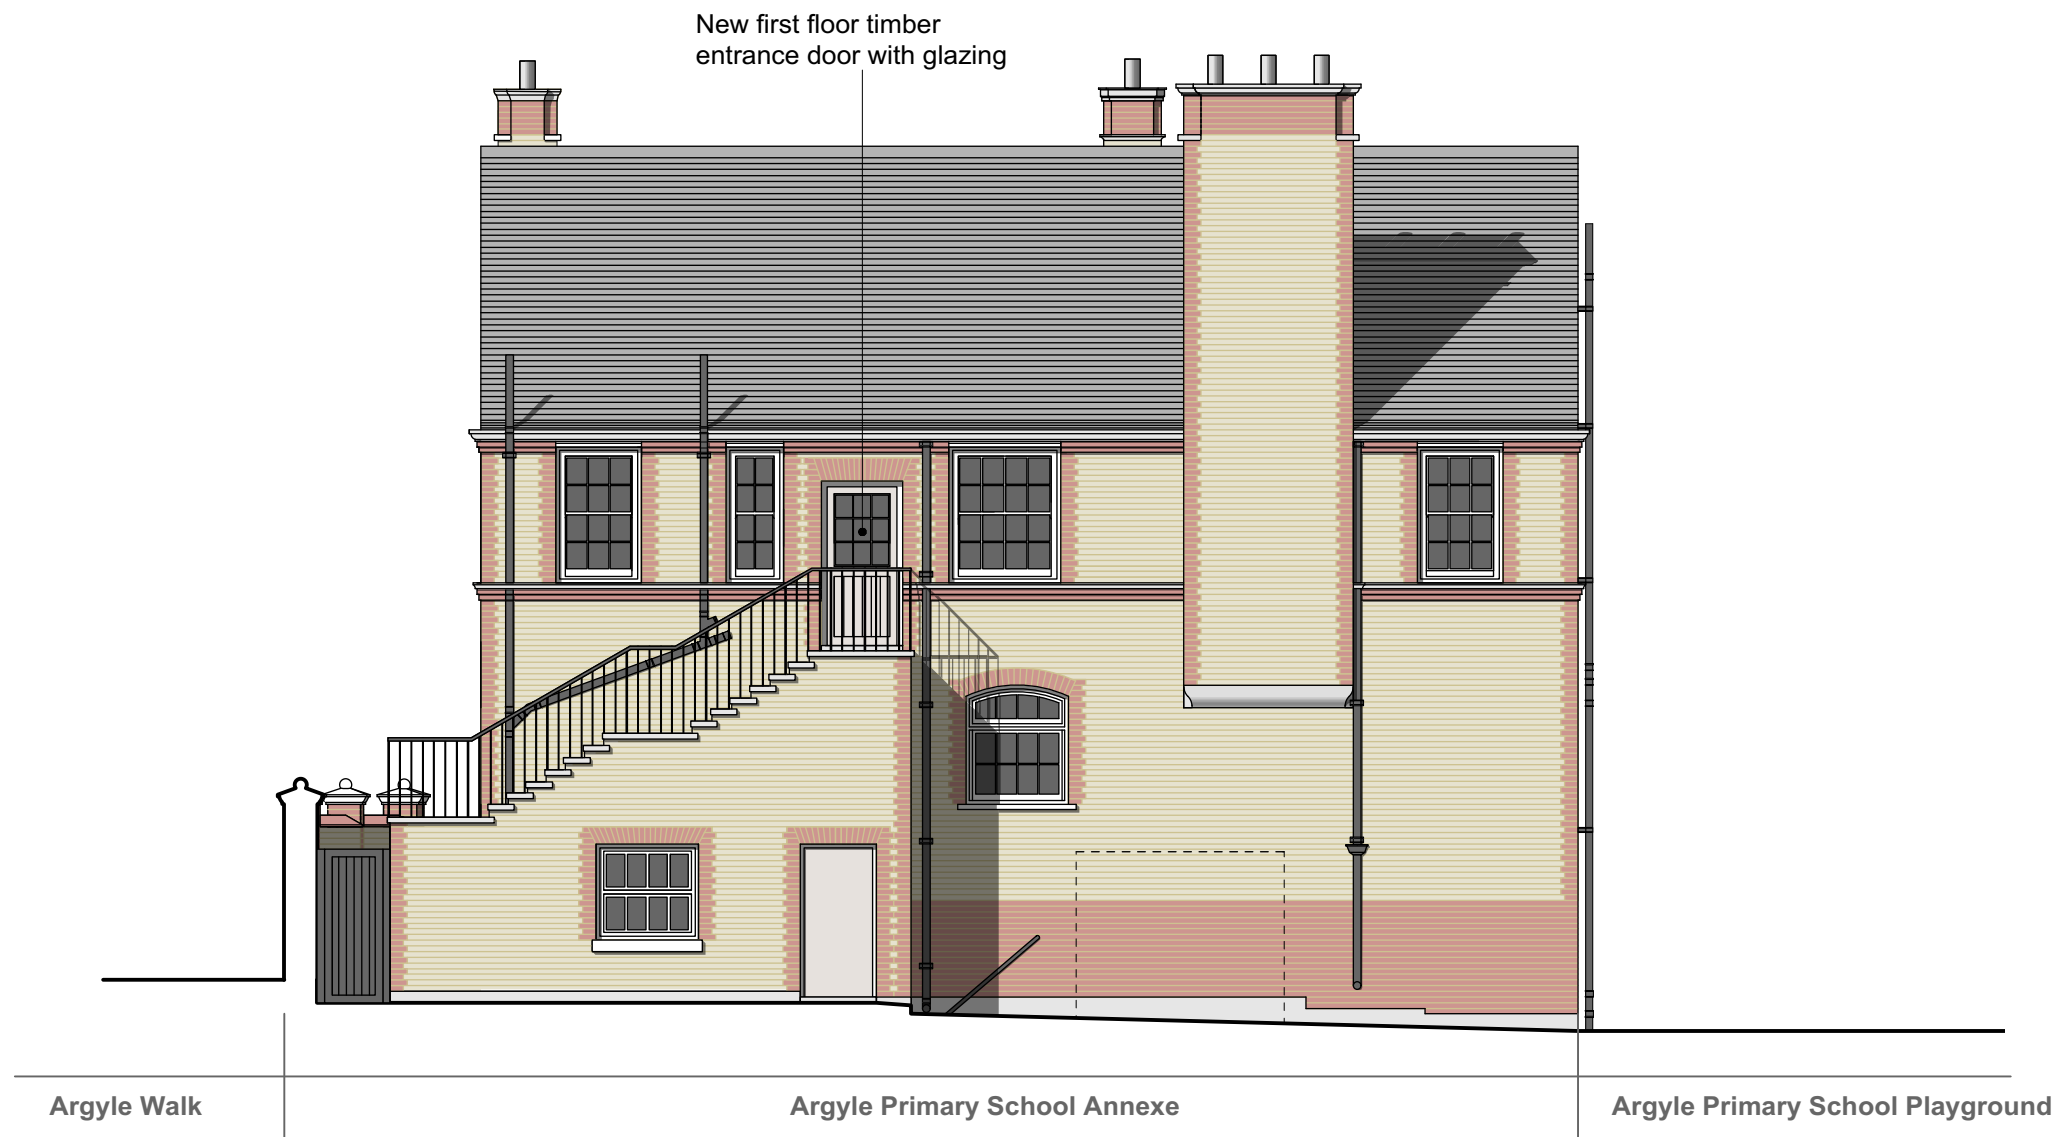 New first floor timber
entrance door with glazing
Argyle Walk
Argyle Primary School Annexe
Argyle Primary School Playground